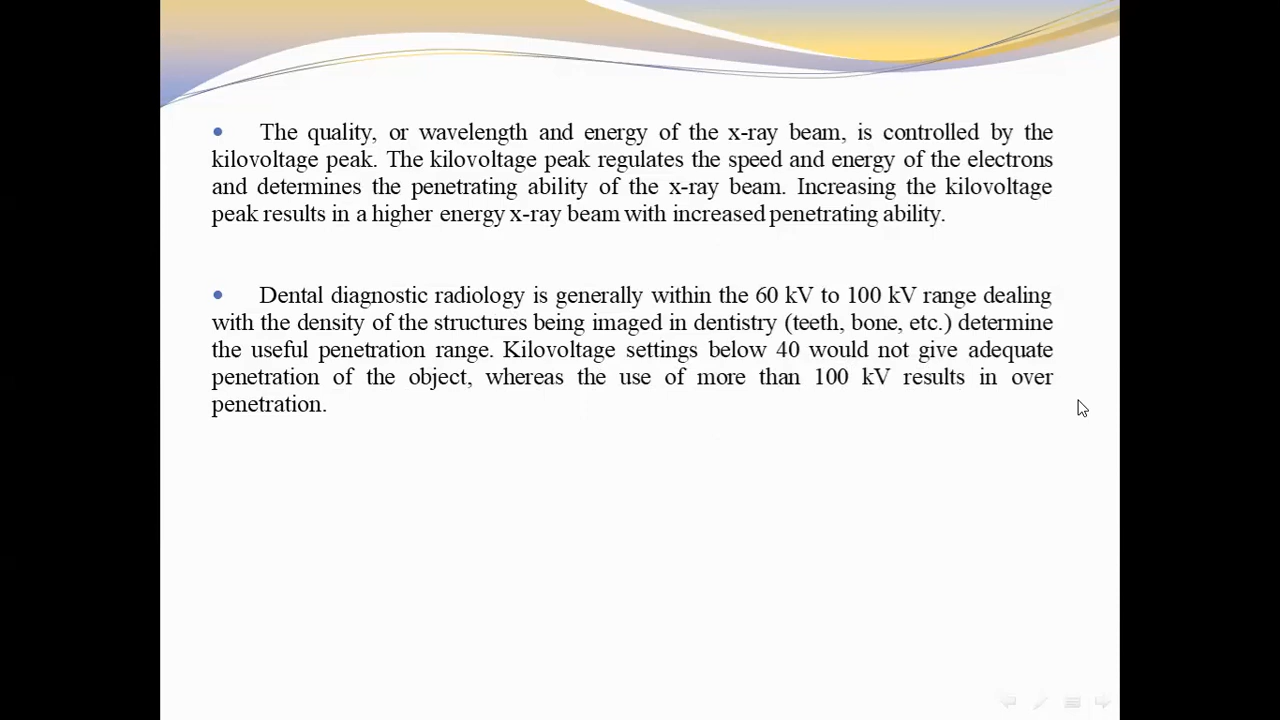 • The quality, or wavelength and energy of the x-ray beam, is controlled by the
kilovoltage peak. The kilovoltage peak regulates the speed and energy of the electrons
and determines the penetrating ability of the x-ray beam. Increasing the kilovoltage
peak results in a higher energy x-ray beam with increased penetrating ability.
• Dental diagnostic radiology is generally within the 60 kV to 100 kV range dealing
with the density of the structures being imaged in dentistry (teeth, bone, etc.) determine
the useful penetration range. Kilovoltage settings below 40 would not give adequate
penetration of the object, whereas the use of more than 100 kV results in over
penetration.